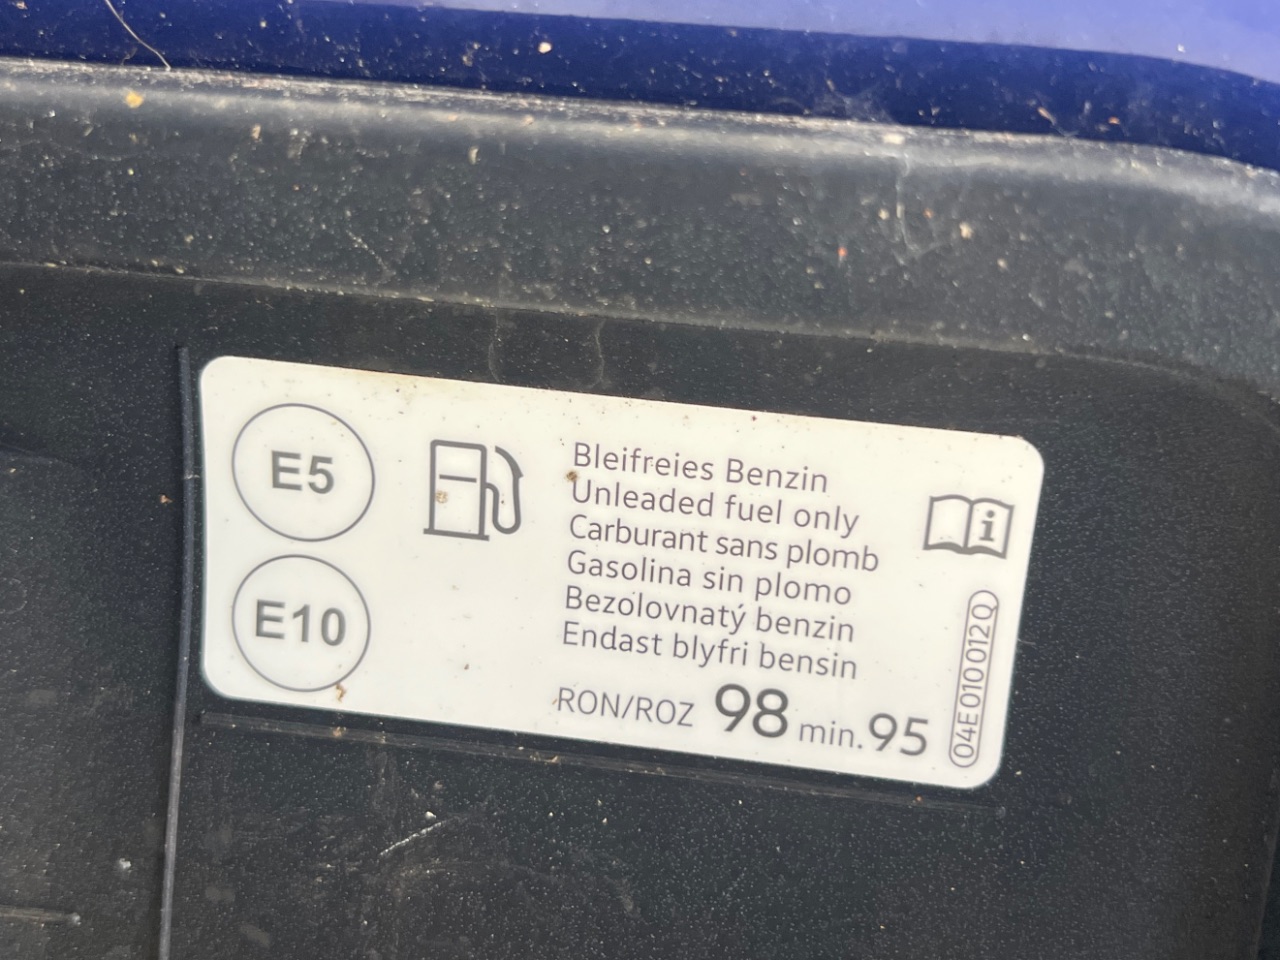 E5
E10
Bleifreies Benzin
Unleaded fuel only
Carburant sans plomb
Gasolina sin plomo
Bezolovnatý benzin
Endast blyfri bensin
RON/ROZ 98 min. 95
i
04E 010 012 Q